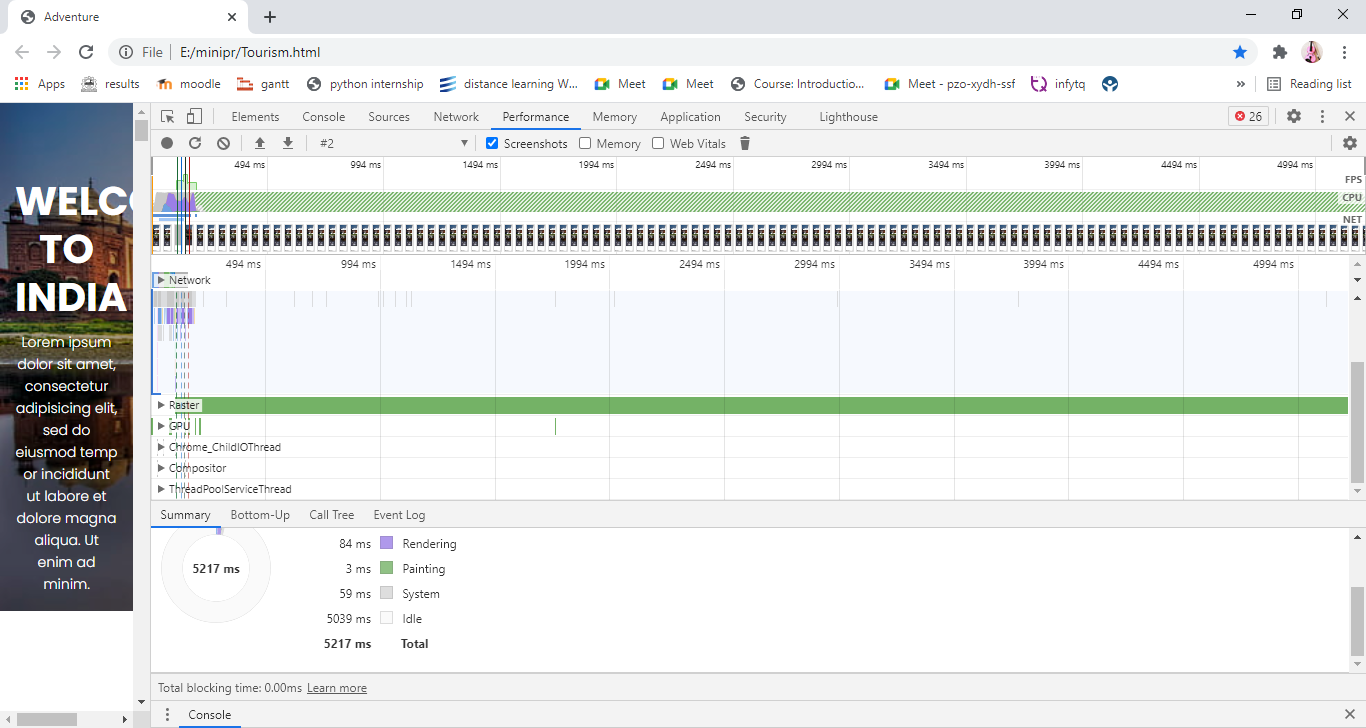 Adventure
File E:/minipr/Tourism.html
Apps results moodle gantt python internship distance learning W... Meet Meet Course: Introductio... Meet - pzo-xydh-ssf infytq » Reading list
Elements Console Sources Network Performance Memory Application Security Lighthouse 26
#2 Screenshots Memory Web Vitals
494 ms 994 ms 1494 ms 1994 ms 2494 ms 2994 ms 3494 ms 3994 ms 4494 ms 4994 ms
FPS
CPU
NET
494 ms 994 ms 1494 ms 1994 ms 2494 ms 2994 ms 3494 ms 3994 ms 4494 ms 4994 ms
Network
Raster
GPU
Chrome_ChildIOThread
Compositor
ThreadPoolServiceThread
Summary Bottom-Up Call Tree Event Log
5217 ms
84 ms Rendering
3 ms Painting
59 ms System
5039 ms Idle
5217 ms Total
Total blocking time: 0.00ms Learn more
Console
WELCO
TO
INDIA
Lorem ipsum
dolor sit amet,
consectetur
adipisicing elit,
sed do
eiusmod temp
or incididunt
ut labore et
dolore magna
aliqua. Ut
enim ad
minim.